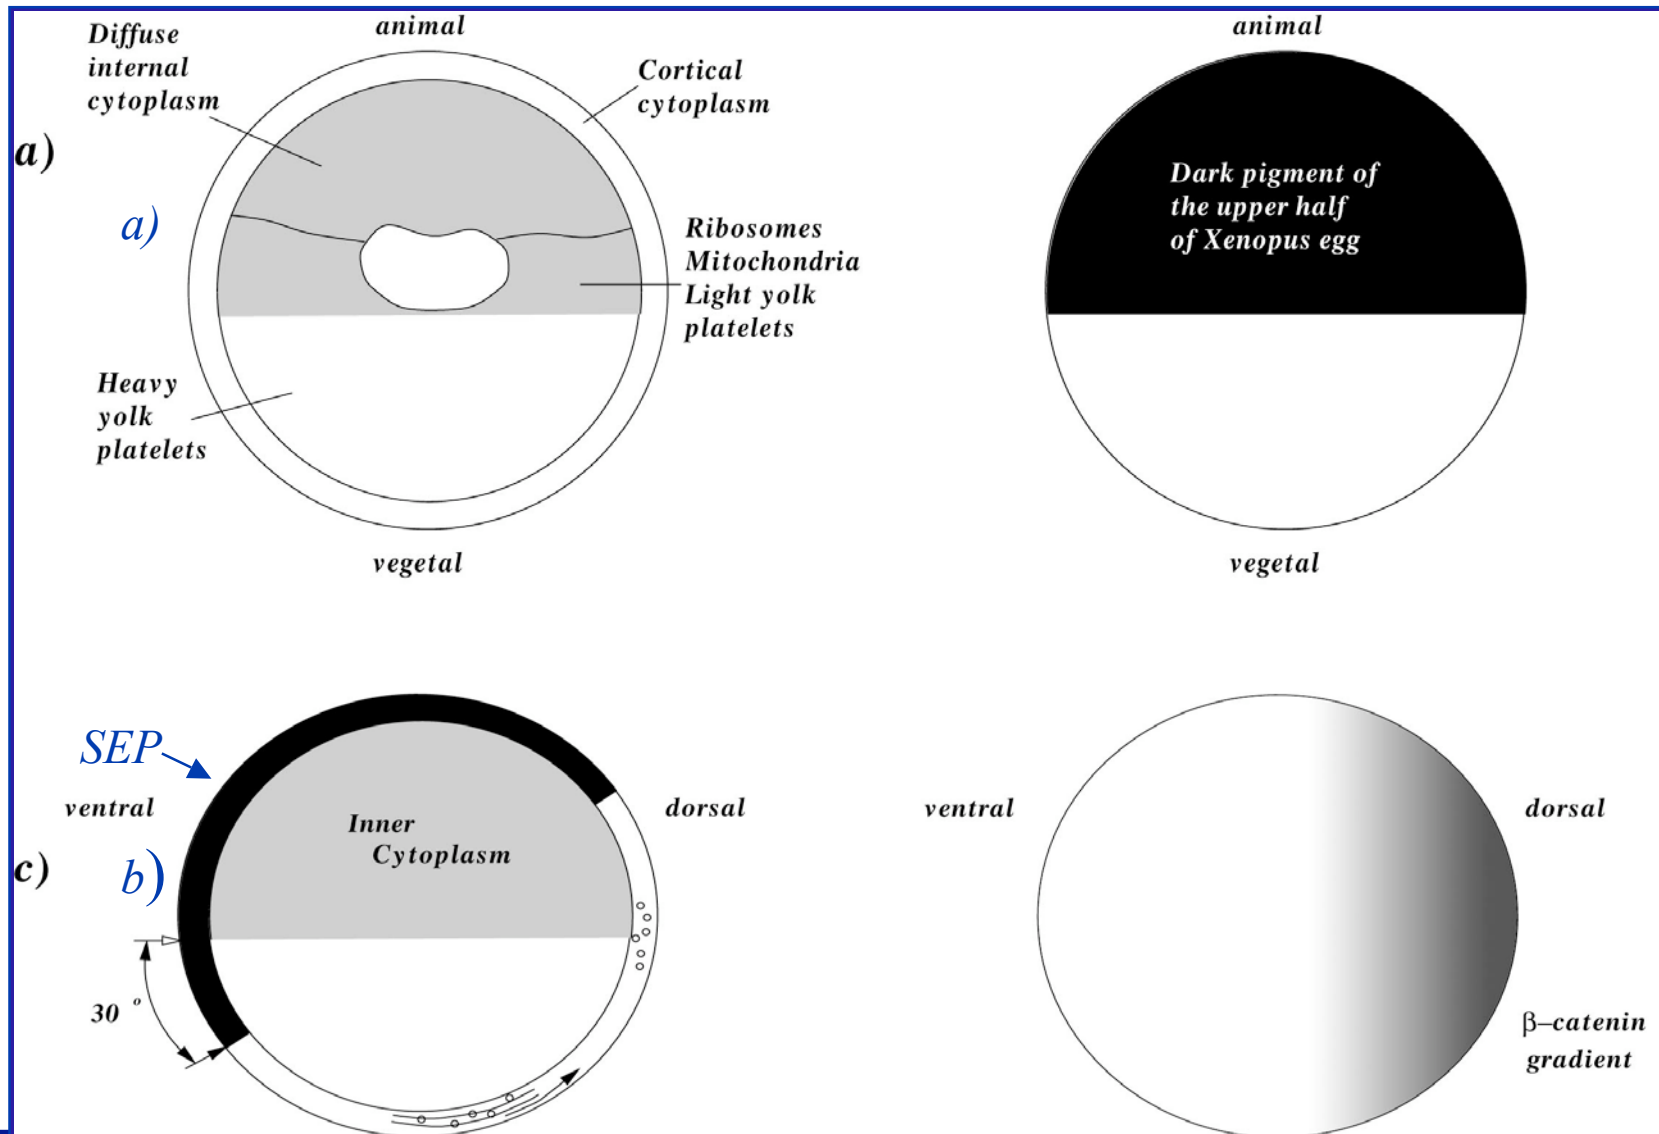 animal
Diffuse
internal
cytoplasm
Cortical
cytoplasm
a)
a)
Ribosomes
Mitochondria
Light yolk
platelets
Heavy
yolk
platelets
vegetal
animal
Dark pigment of
the upper half
of Xenopus egg
vegetal
SEP
ventral
dorsal
Inner
Cytoplasm
c)
b)
30 °
ventral
dorsal
β–catenin
gradient